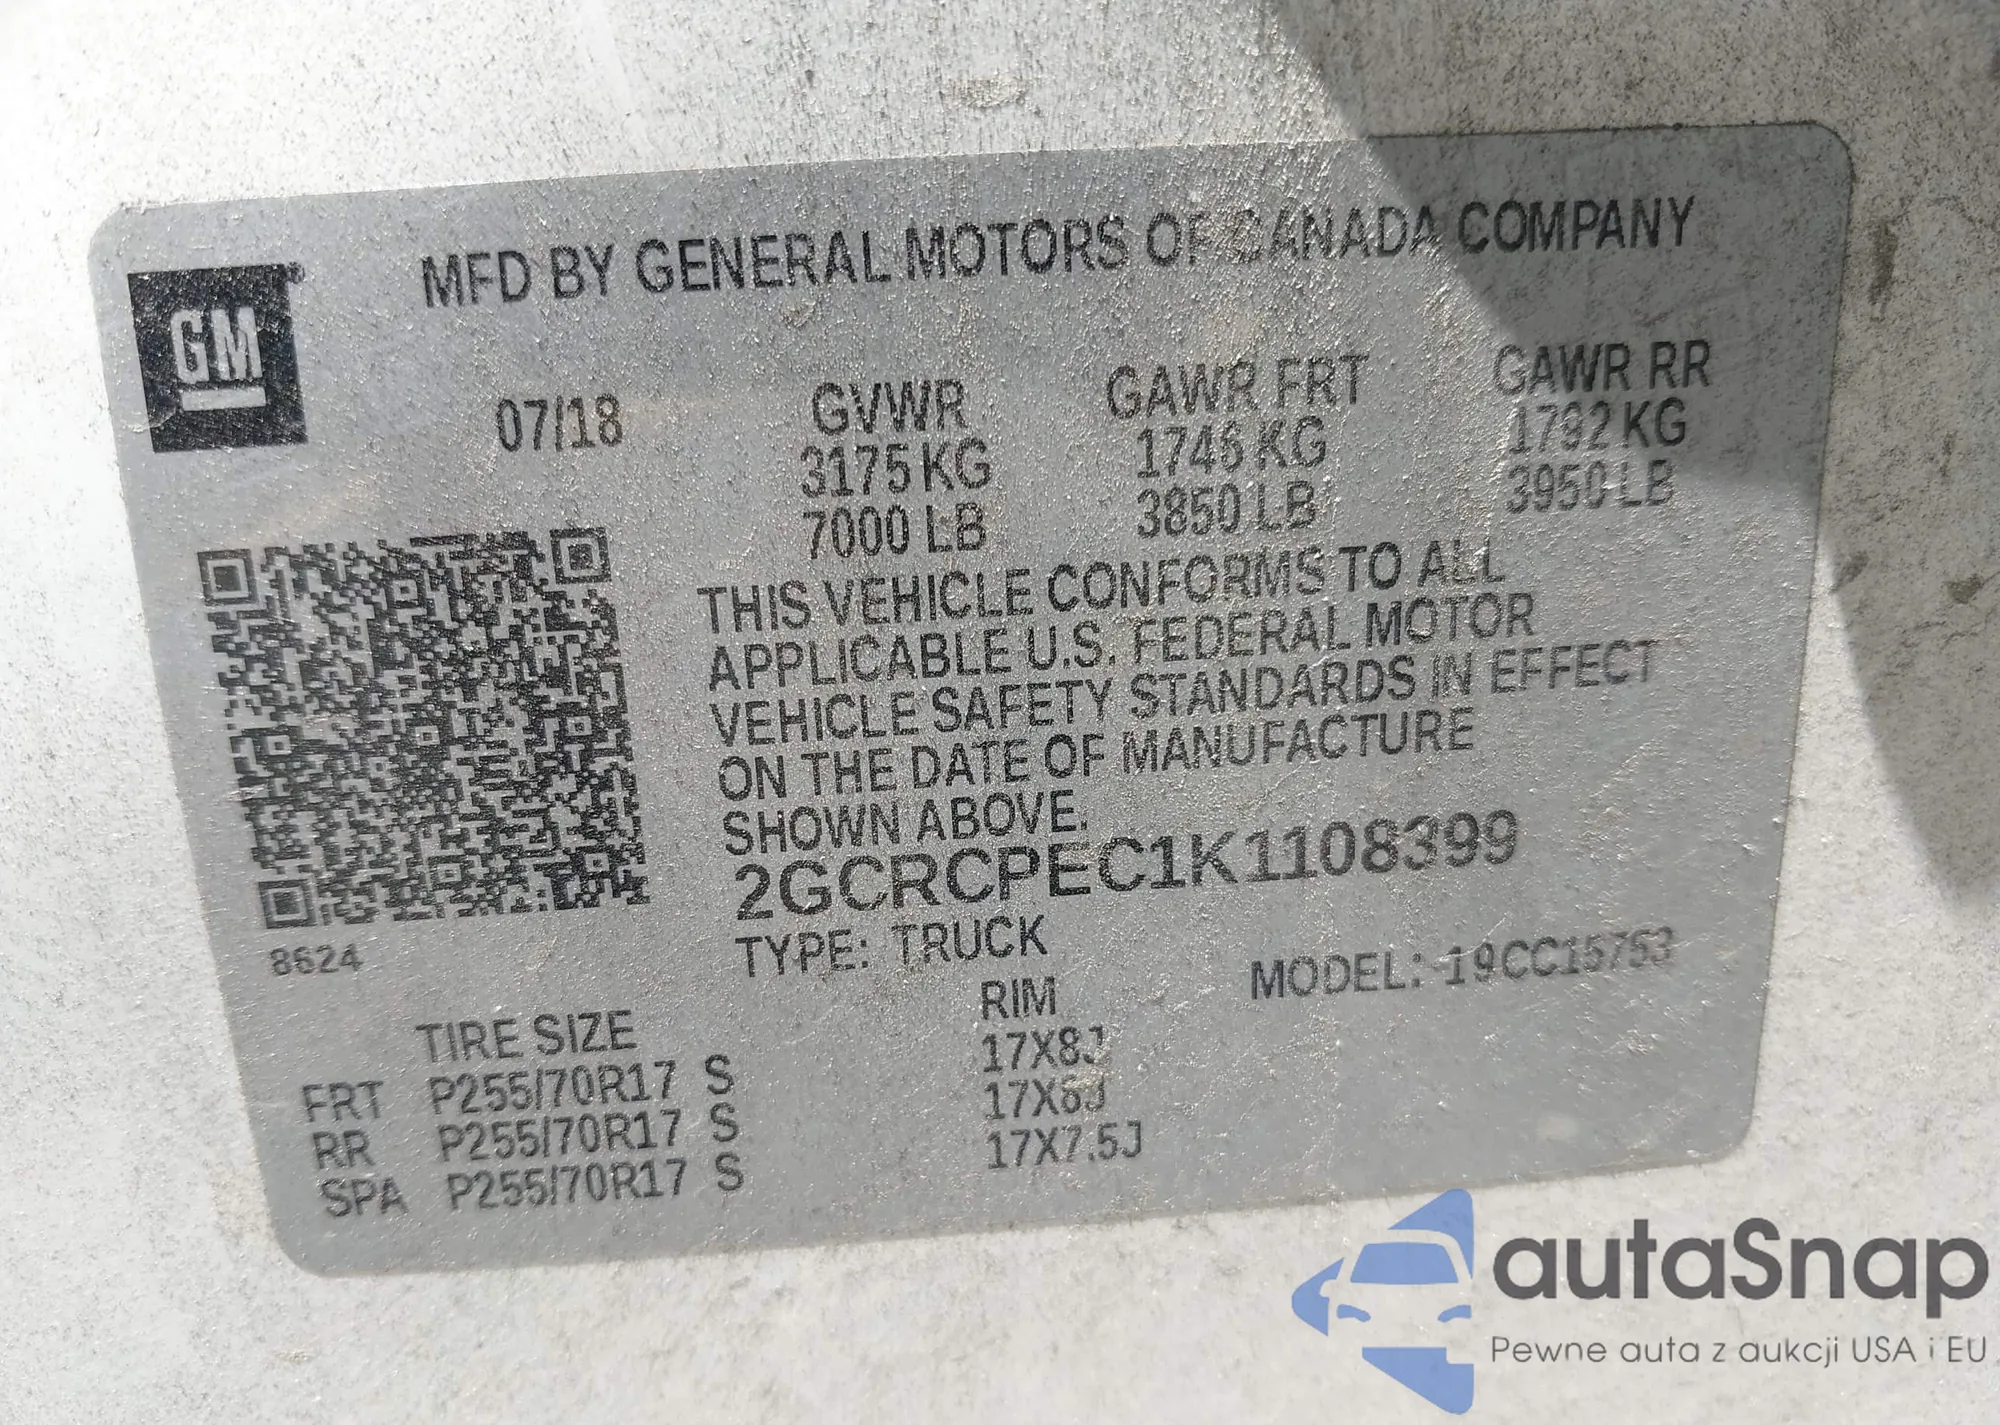 MFD BY GENERAL MOTORS OF CANADA COMPANY
GM
07/18
GVWR GAWR FRT GAWR RR
3175 KG 1746 KG 1792 KG
7000 LB 3850 LB 3950 LB
THIS VEHICLE CONFORMS TO ALL
APPLICABLE U.S. FEDERAL MOTOR
VEHICLE SAFETY STANDARDS IN EFFECT
ON THE DATE OF MANUFACTURE
SHOWN ABOVE.
2GCRCPEC1K1108399
8624
TYPE: TRUCK MODEL: 19CC15753
TIRE SIZE RIM
FRT P255/70R17 S 17X8J
RR P255/70R17 S 17X8J
SPA P255/70R17 S 17X7.5J
autaSnap
Pewne auta z aukcji USA i EU